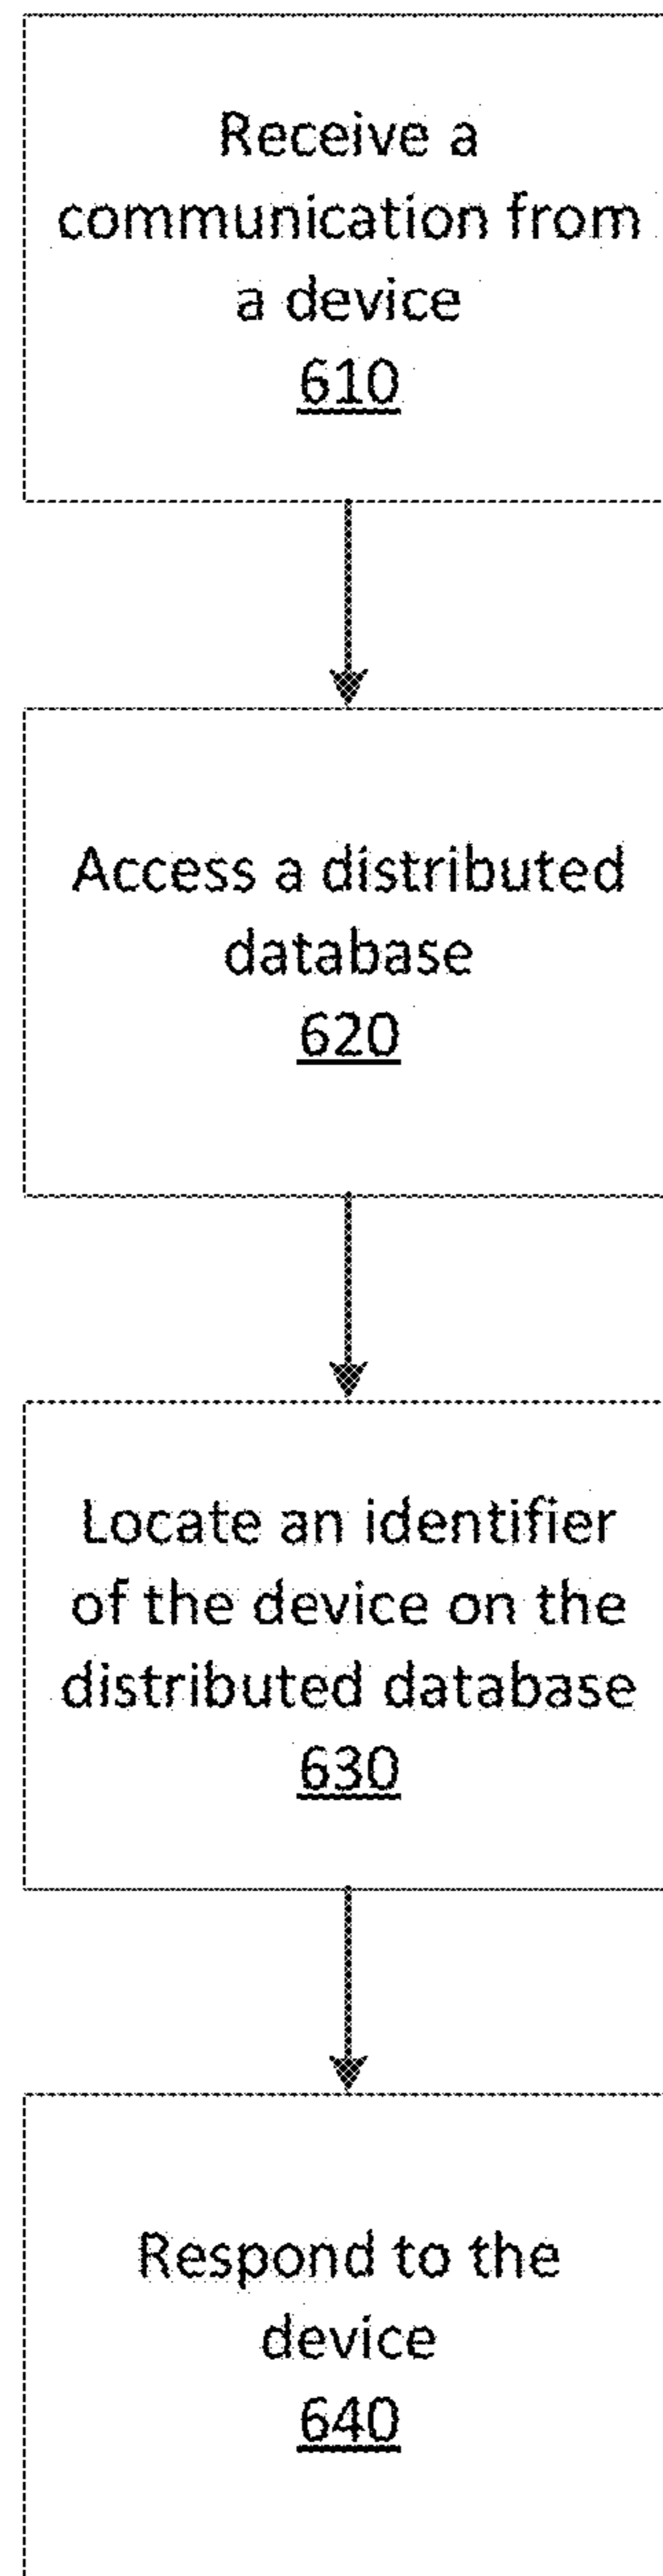 Receive a
communication from
a device
610
Access a distributed
database
620
Locate an identifier
of the device on the
distributed database
630
Respond to the
device
640